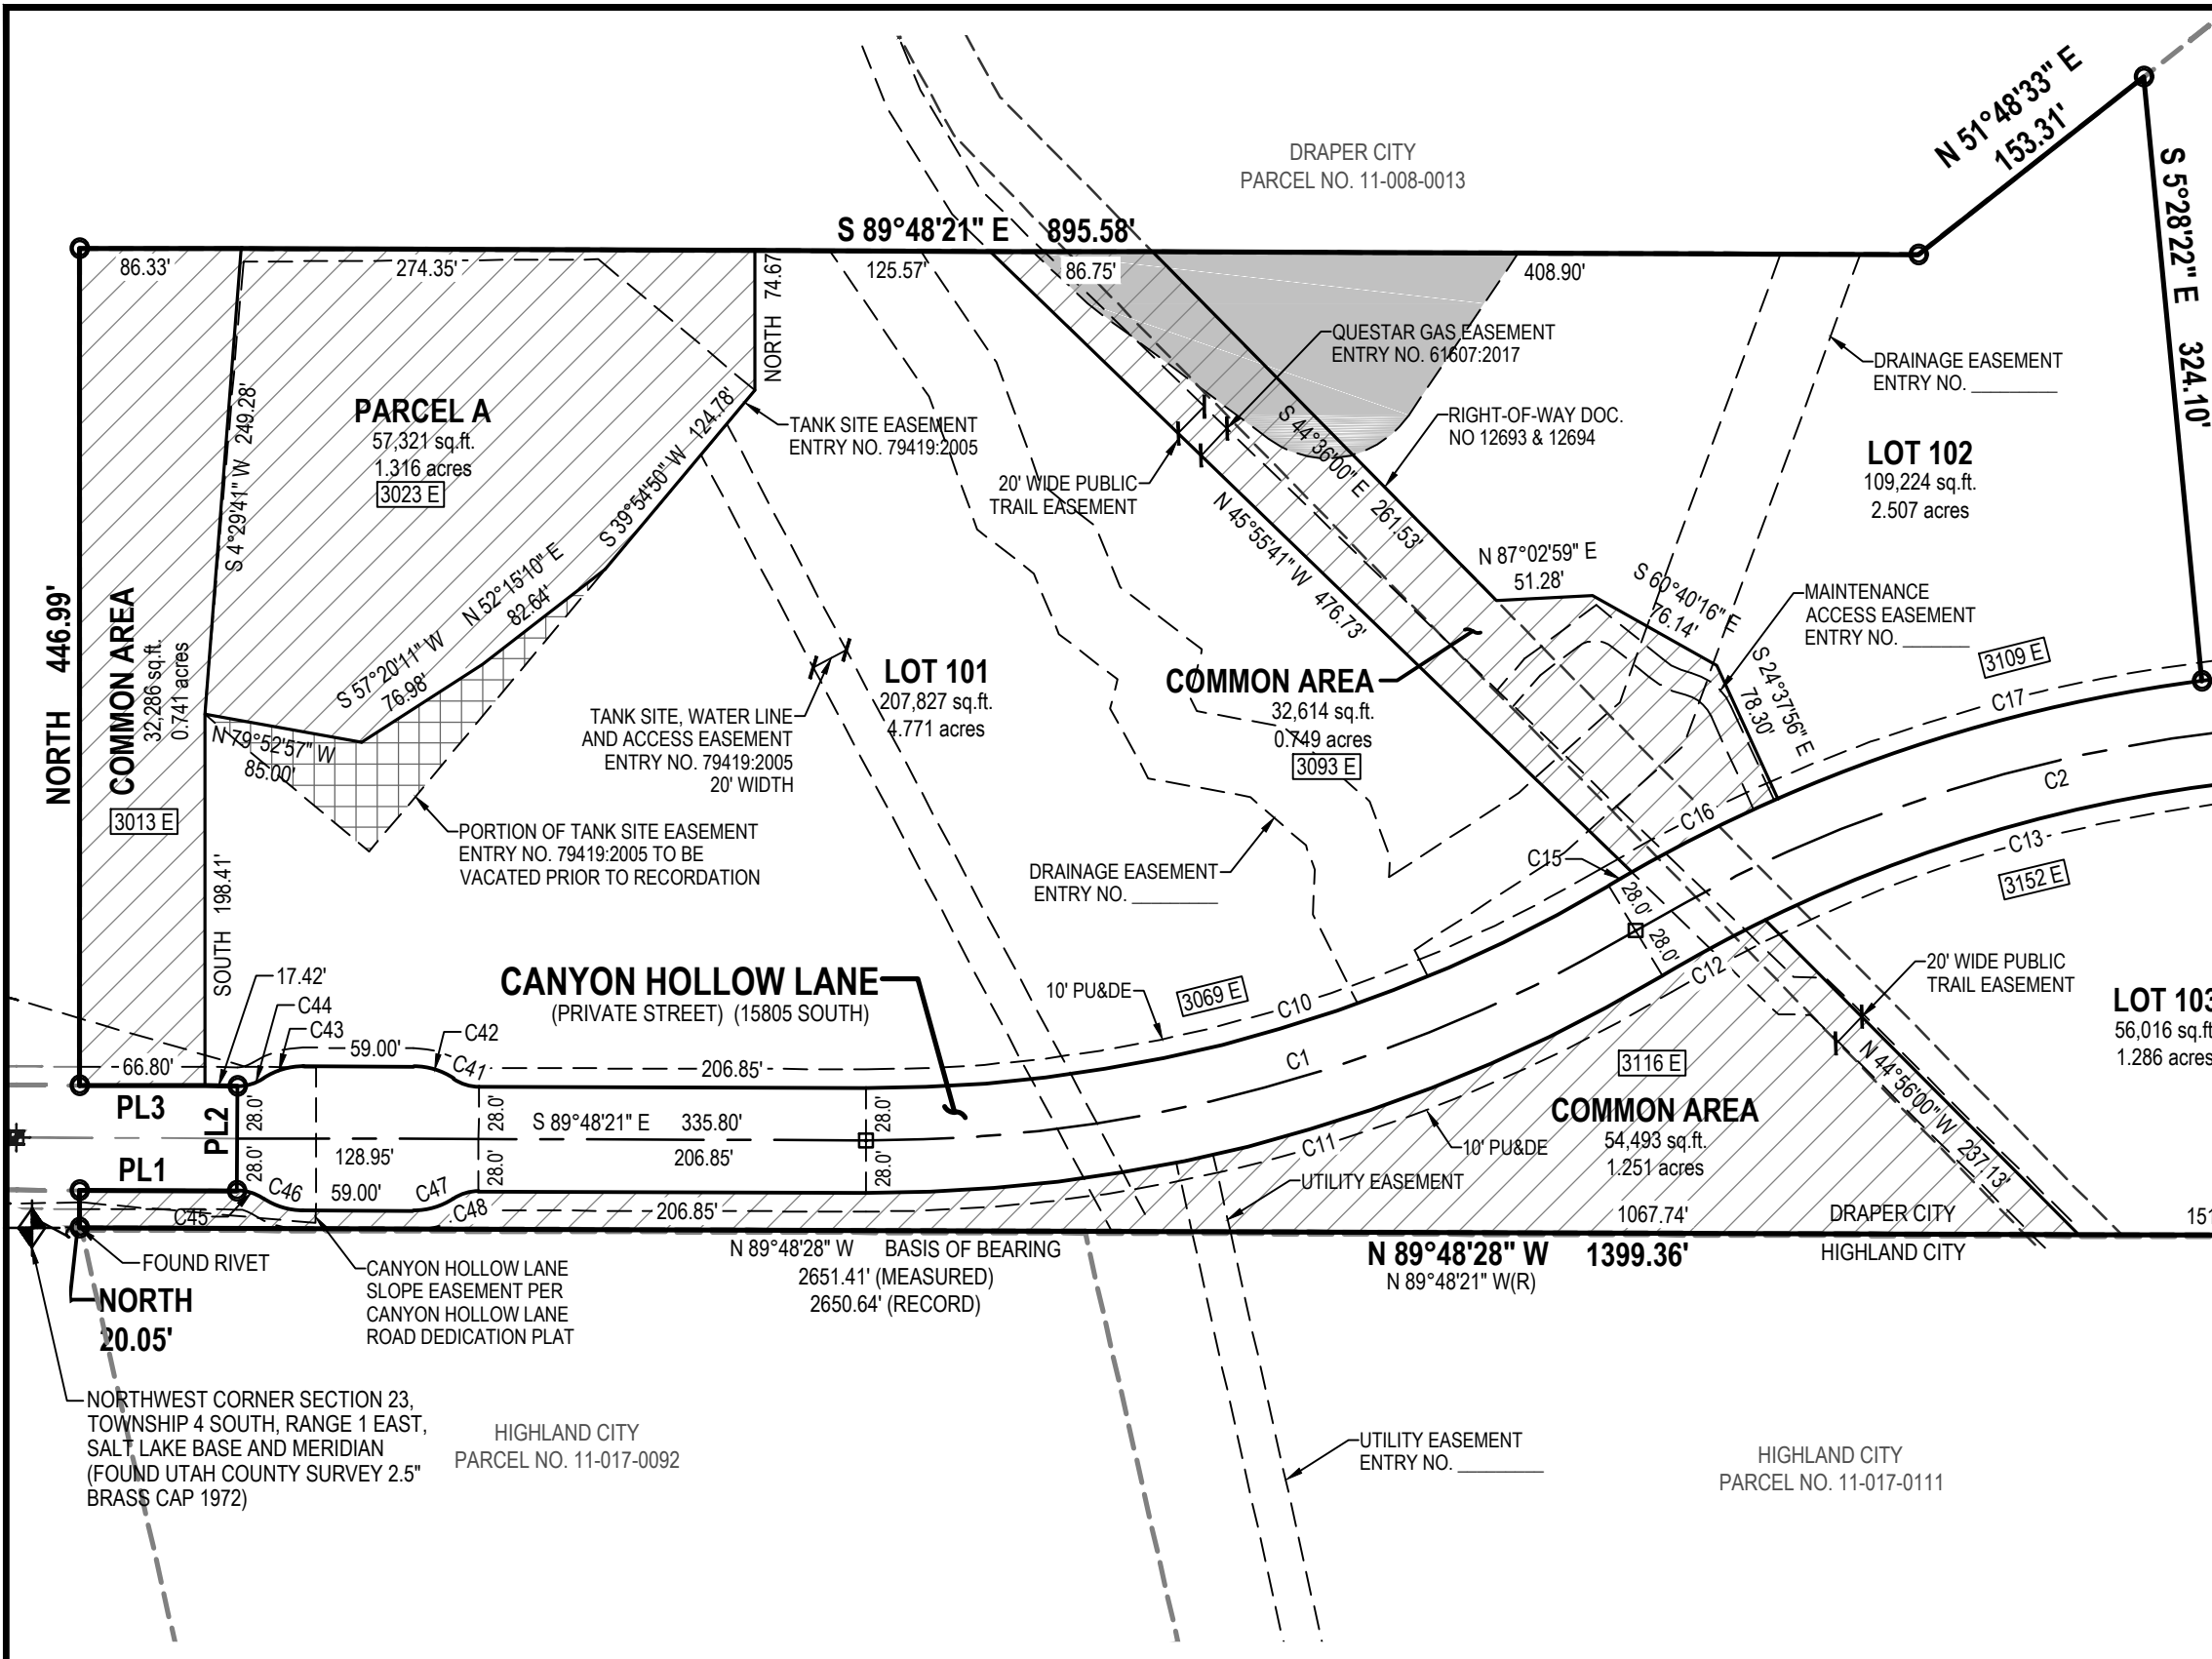 N 51°48'33" E
153.31'
S 5°28'22" E 324.10'
DRAPER CITY
PARCEL NO. 11-008-0013
S 89°48'21" E 895.58'
86.33'
274.35'
125.57'
86.75'
408.90'
NORTH 74.67'
QUESTAR GAS EASEMENT
ENTRY NO. 61607:2017
DRAINAGE EASEMENT
ENTRY NO. ________
PARCEL A
57,321 sq.ft.
1.316 acres
3023 E
S 4°29'41" W 249.28'
S 39°54'50" W 124.78'
TANK SITE EASEMENT
ENTRY NO. 79419:2005
20' WIDE PUBLIC
TRAIL EASEMENT
S 44°36'00" E 261.53'
RIGHT-OF-WAY DOC.
NO 12693 & 12694
LOT 102
109,224 sq.ft.
2.507 acres
N 45°55'41" W 476.73'
N 87°02'59" E
51.28'
S 60°40'16" E
76.14'
MAINTENANCE
ACCESS EASEMENT
ENTRY NO. ______
S 24°37'56" E
78.30'
NORTH 446.99'
COMMON AREA
32,286 sq.ft.
0.741 acres
3013 E
N 52°15'10" E
82.64'
S 57°20'11" W
76.98'
N 79°52'57" W
85.00'
LOT 101
207,827 sq.ft.
4.771 acres
TANK SITE, WATER LINE
AND ACCESS EASEMENT
ENTRY NO. 79419:2005
20' WIDTH
COMMON AREA
32,614 sq.ft.
0.749 acres
3093 E
3109 E
C17
C2
C16
C13
C15
3152 E
PORTION OF TANK SITE EASEMENT
ENTRY NO. 79419:2005 TO BE
VACATED PRIOR TO RECORDATION
DRAINAGE EASEMENT
ENTRY NO. ________
28.0'
28.0'
C12
SOUTH 198.41'
17.42'
C44
C43
C42
59.00'
C41
66.80'
CANYON HOLLOW LANE
(PRIVATE STREET) (15805 SOUTH)
10' PU&DE
3069 E
C10
206.85'
C1
20' WIDE PUBLIC
TRAIL EASEMENT
LOT 103
56,016 sq.ft
1.286 acres
3116 E
COMMON AREA
54,493 sq.ft.
1.251 acres
N 44°56'00" W 237.13'
PL3
PL2
28.0'
28.0'
28.0'
28.0'
S 89°48'21" E 335.80'
28.0'
28.0'
PL1
128.95'
206.85'
C46
59.00'
C47
C45
C48
206.85'
C11
10' PU&DE
UTILITY EASEMENT
1067.74'
DRAPER CITY
151
HIGHLAND CITY
FOUND RIVET
NORTH
20.05'
CANYON HOLLOW LANE
SLOPE EASEMENT PER
CANYON HOLLOW LANE
ROAD DEDICATION PLAT
N 89°48'28" W BASIS OF BEARING
2651.41' (MEASURED)
2650.64' (RECORD)
N 89°48'28" W 1399.36'
N 89°48'21" W(R)
NORTHWEST CORNER SECTION 23,
TOWNSHIP 4 SOUTH, RANGE 1 EAST,
SALT LAKE BASE AND MERIDIAN
(FOUND UTAH COUNTY SURVEY 2.5"
BRASS CAP 1972)
HIGHLAND CITY
PARCEL NO. 11-017-0092
UTILITY EASEMENT
ENTRY NO. ________
HIGHLAND CITY
PARCEL NO. 11-017-0111